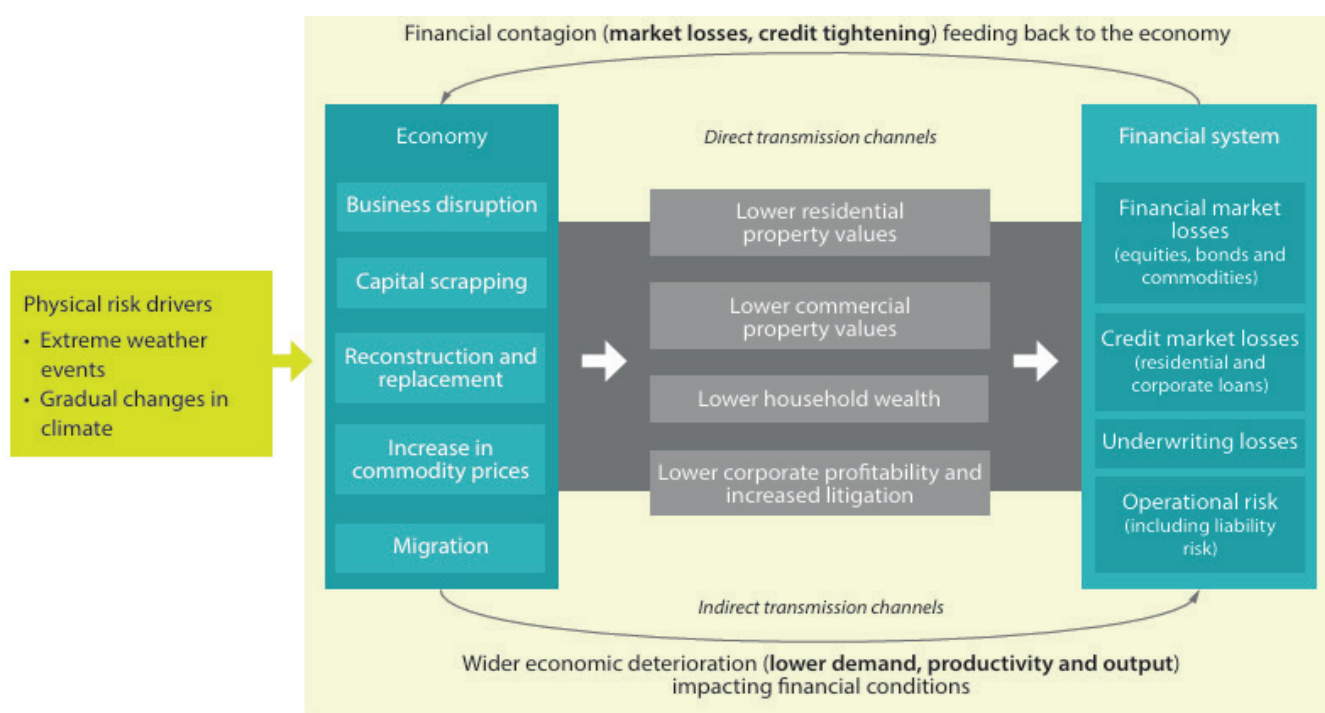 Financial contagion (market losses, credit tightening) feeding back to the economy
Physical risk drivers
• Extreme weather
events
• Gradual changes in
climate
Economy
Business disruption
Capital scrapping
Reconstruction and
replacement
Increase in
commodity prices
Migration
Direct transmission channels
Lower residential
property values
Lower commercial
property values
Lower household wealth
Lower corporate profitability and
increased litigation
Indirect transmission channels
Financial system
Financial market
losses
(equities, bonds and
commodities)
Credit market losses
(residential and
corporate loans)
Underwriting losses
Operational risk
(including liability
risk)
Wider economic deterioration (lower demand, productivity and output)
impacting financial conditions